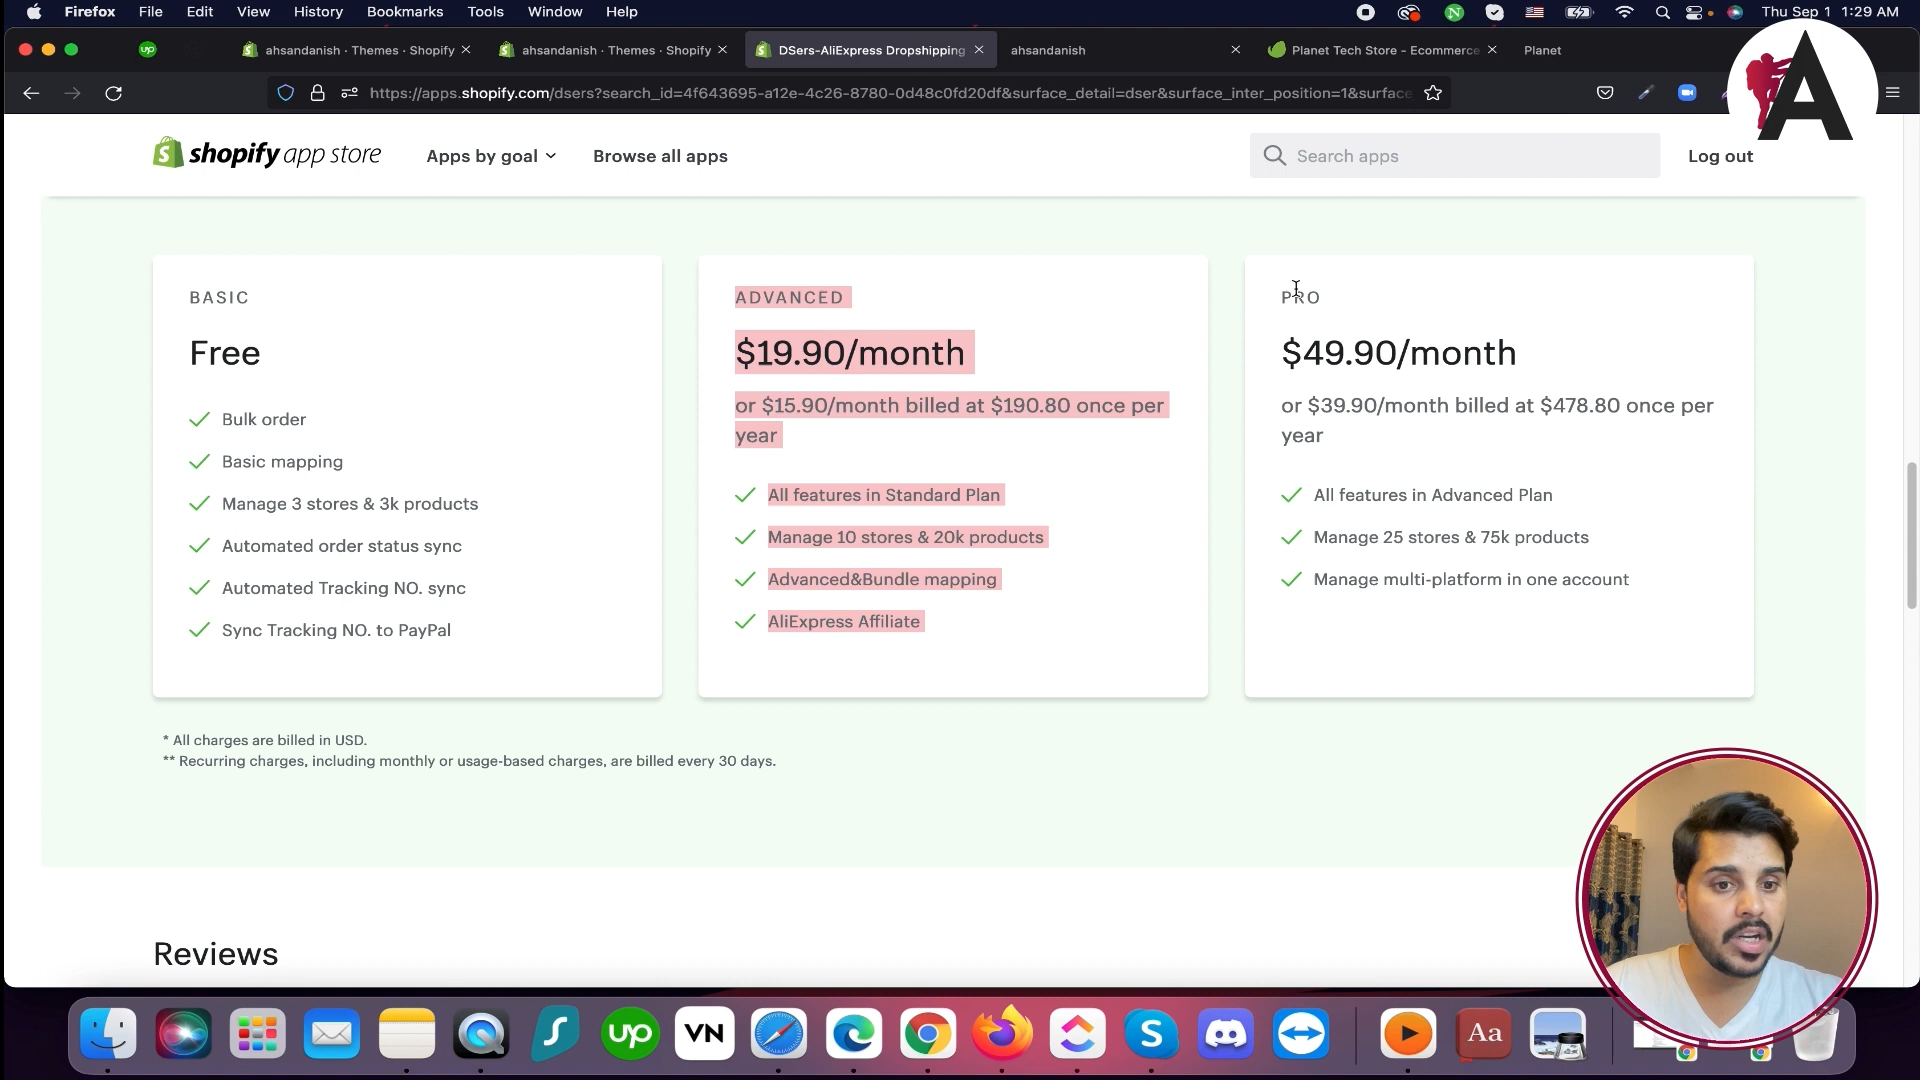 Firefox File Edit View History Bookmarks Tools Window Help Thu Sep 1 1:29 AM
up ahsandanish · Themes · Shopify ahsandanish · Themes · Shopify DSers-AliExpress Dropshipping ahsandanish Planet Tech Store - Ecommerce Planet
https://apps.shopify.com/dsers?search_id=4f643695-a12e-4c26-8780-0d48c0fd20df&surface_detail=dser&surface_inter_position=1&surface
A
shopify app store Apps by goal Browse all apps Search apps Log out
BASIC
Free
Bulk order
Basic mapping
Manage 3 stores & 3k products
Automated order status sync
Automated Tracking NO. sync
Sync Tracking NO. to PayPal
ADVANCED
$19.90/month
or $15.90/month billed at $190.80 once per
year
All features in Standard Plan
Manage 10 stores & 20k products
Advanced&Bundle mapping
AliExpress Affiliate
PRO
$49.90/month
or $39.90/month billed at $478.80 once per
year
All features in Advanced Plan
Manage 25 stores & 75k products
Manage multi-platform in one account
* All charges are billed in USD.
** Recurring charges, including monthly or usage-based charges, are billed every 30 days.
Reviews
up VN S Aa